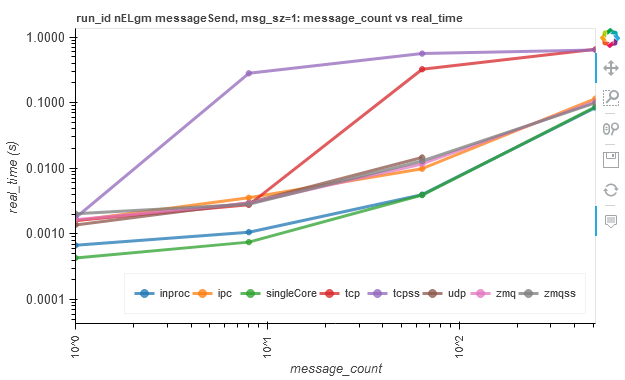 run_id nELgm messageSend, msg_sz=1: message_count vs real_time
real_time (s)
1.0000
0.1000
0.0100
0.0010
0.0001
inproc ipc singleCore tcp tcpss udp zmq zmqss
10^0 10^1 10^2
message_count